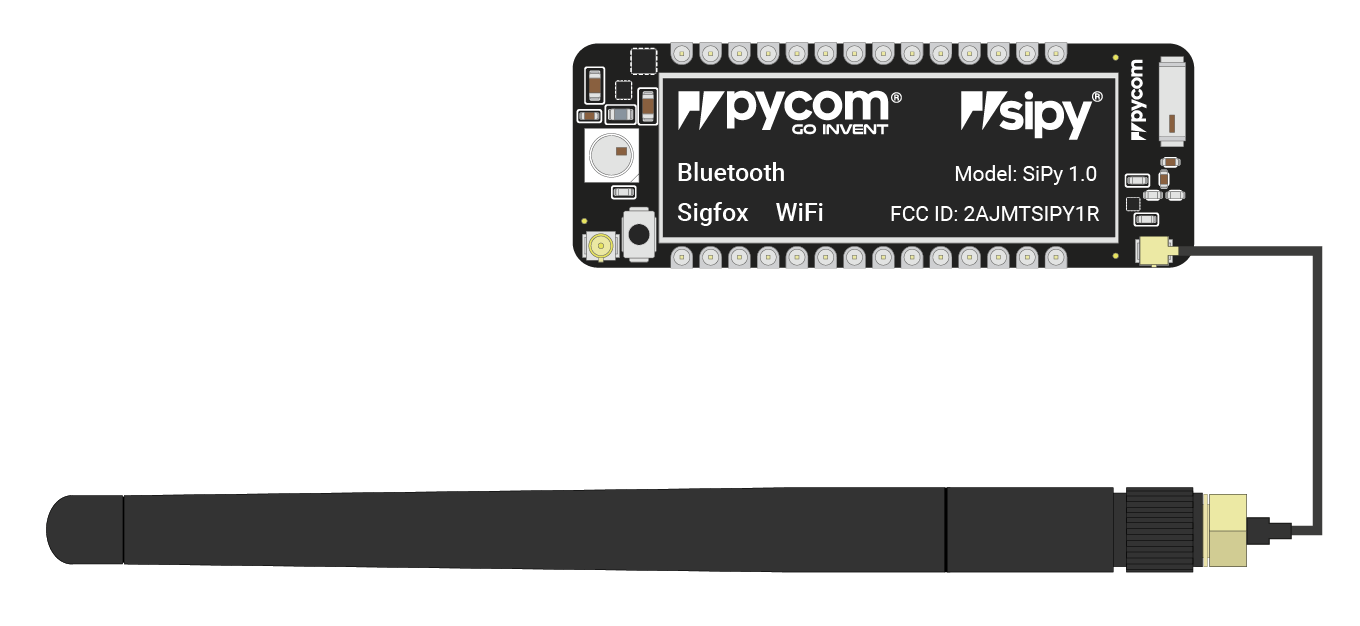 pycom®
GO INVENT
sipy®
pycom
Bluetooth
Model: SiPy 1.0
Sigfox WiFi
FCC ID: 2AJMTSIPY1R